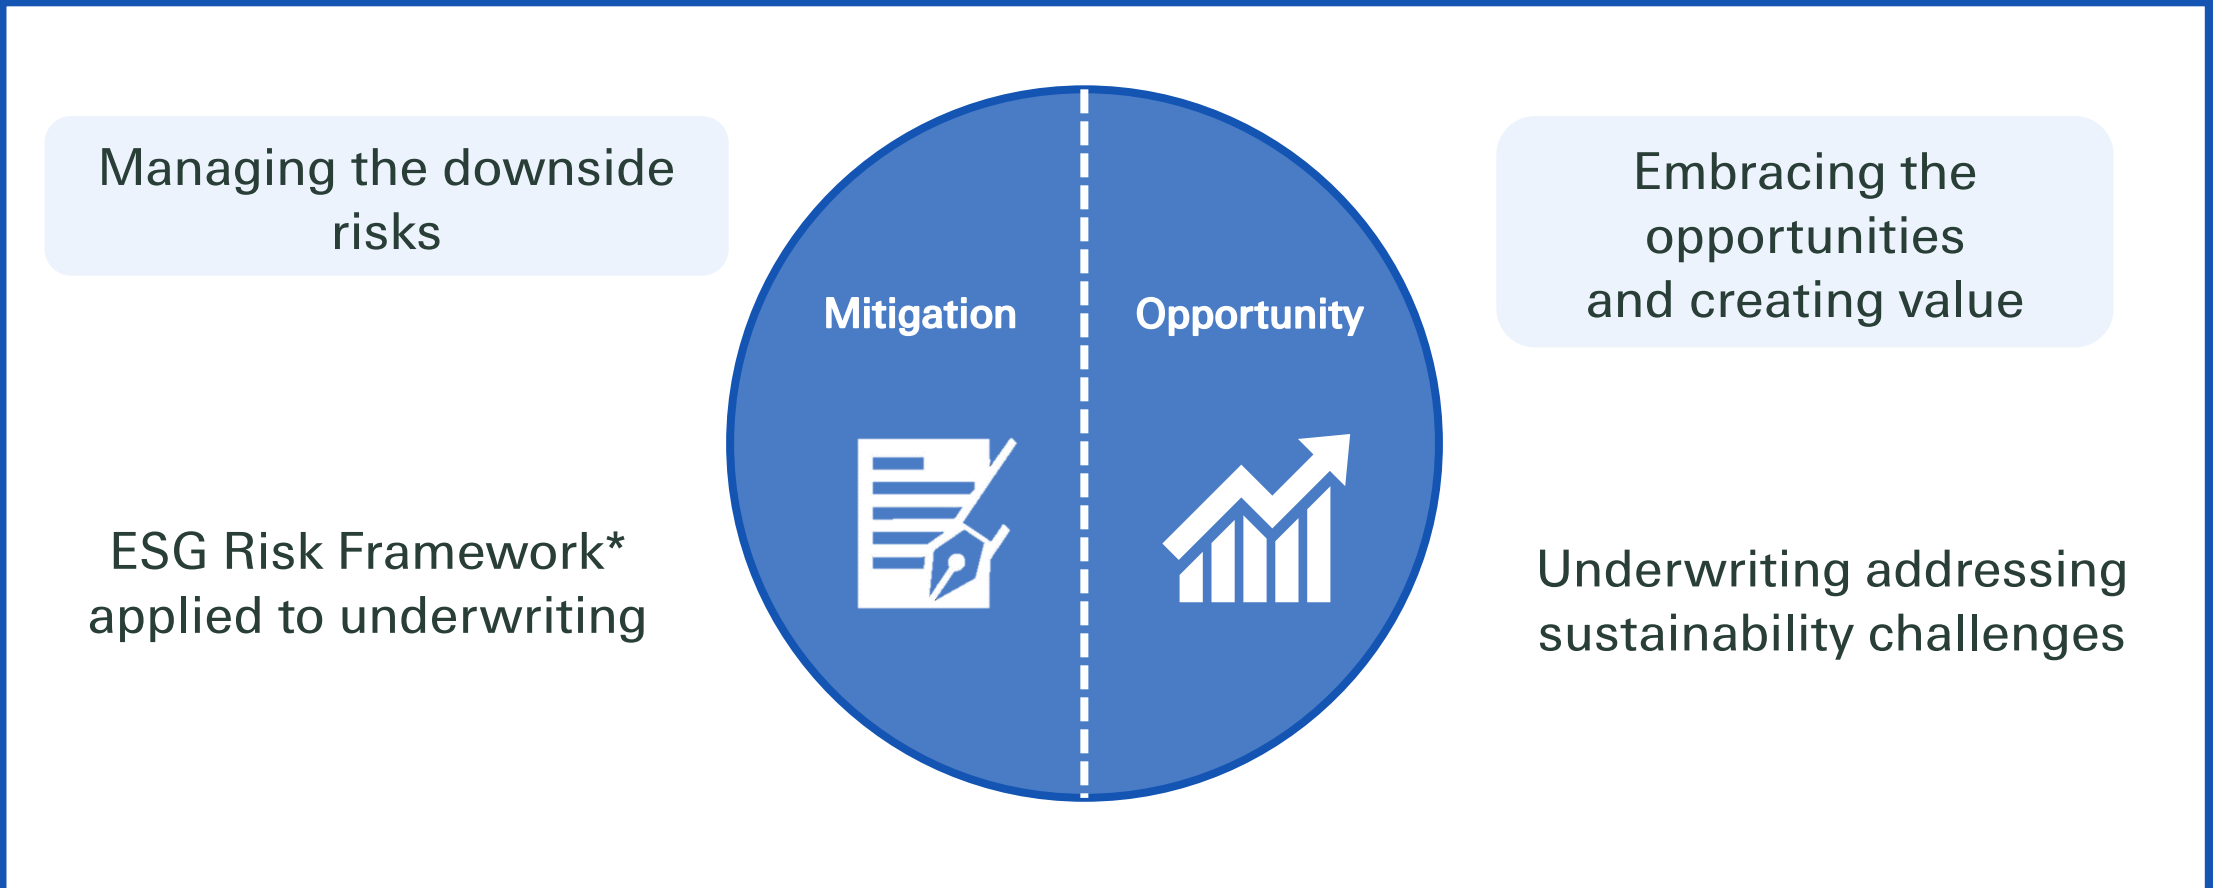 Managing the downside
risks
ESG Risk Framework*
applied to underwriting
Mitigation
Opportunity
Embracing the
opportunities
and creating value
Underwriting addressing
sustainability challenges